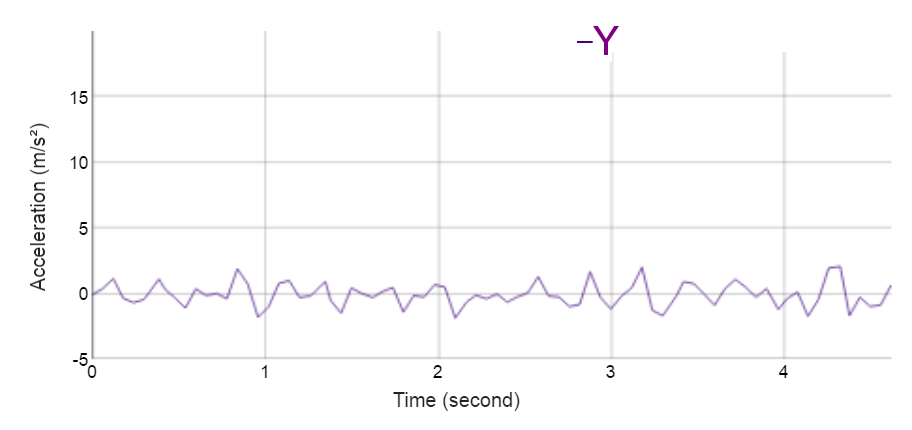 –Y
15
10
5
0
-5
0 1 2 3 4
Acceleration (m/s²)
Time (second)